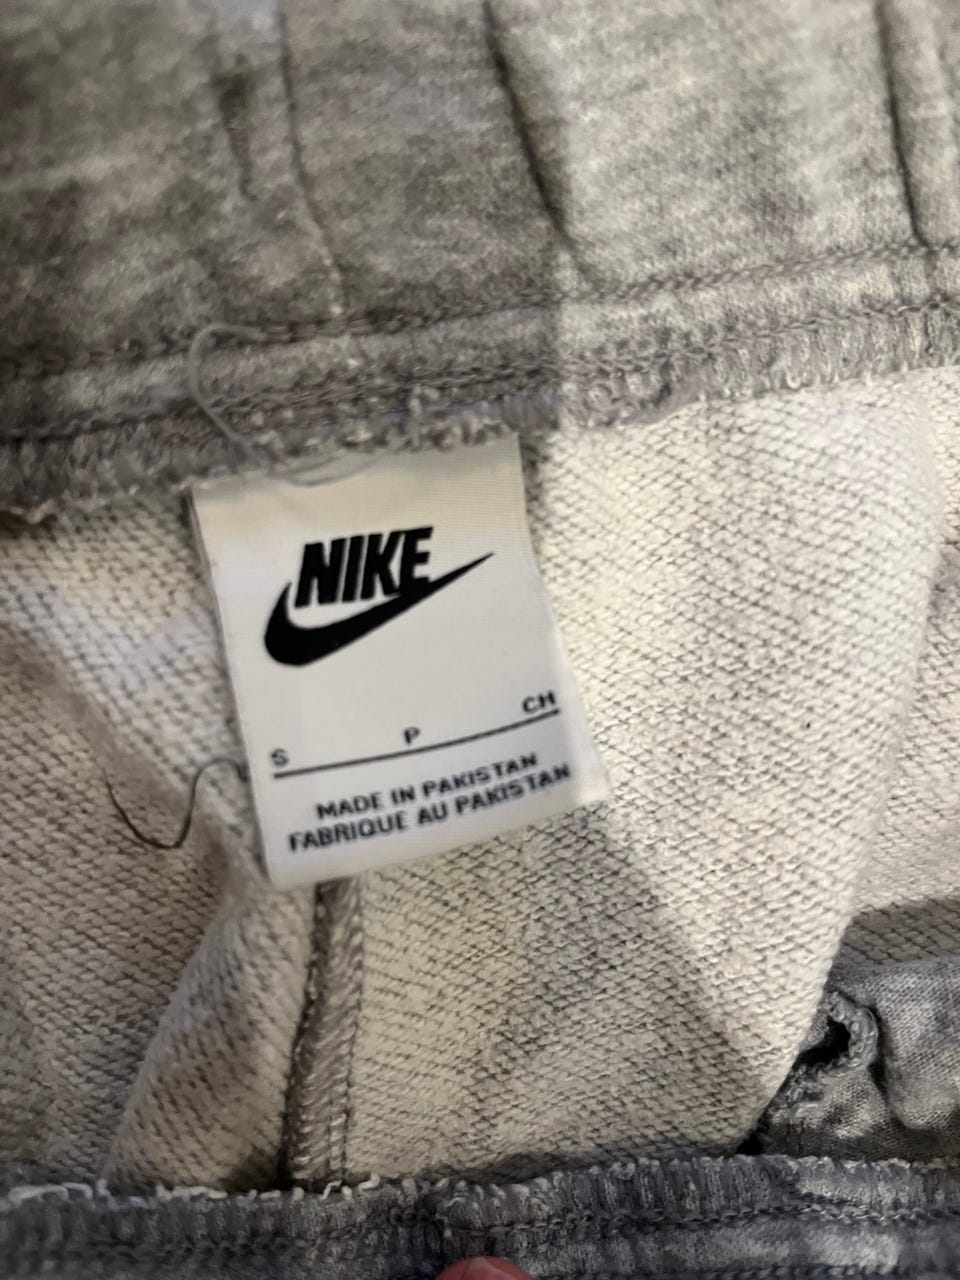 NIKE
S P CH
MADE IN PAKISTAN
FABRIQUE AU PAKISTAN